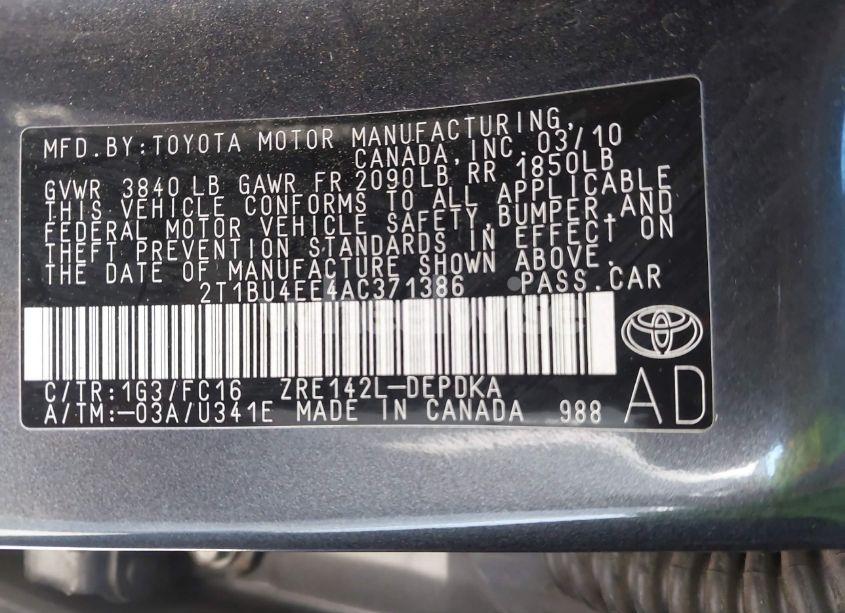 MFD.BY:TOYOTA MOTOR MANUFACTURING,
CANADA,INC. 03/10
GVWR 3840 LB GAWR FR 2090LB RR 1850LB
THIS VEHICLE CONFORMS TO ALL APPLICABLE
FEDERAL MOTOR VEHICLE SAFETY,BUMPER,AND
THEFT PREVENTION STANDARDS IN EFFECT ON
THE DATE OF MANUFACTURE SHOWN ABOVE.
2T1BU4EE4AC371386 PASS.CAR
C/TR:1G3/FC16 ZRE142L-DEPDKA
A/TM:-03A/U341E MADE IN CANADA 988
AD